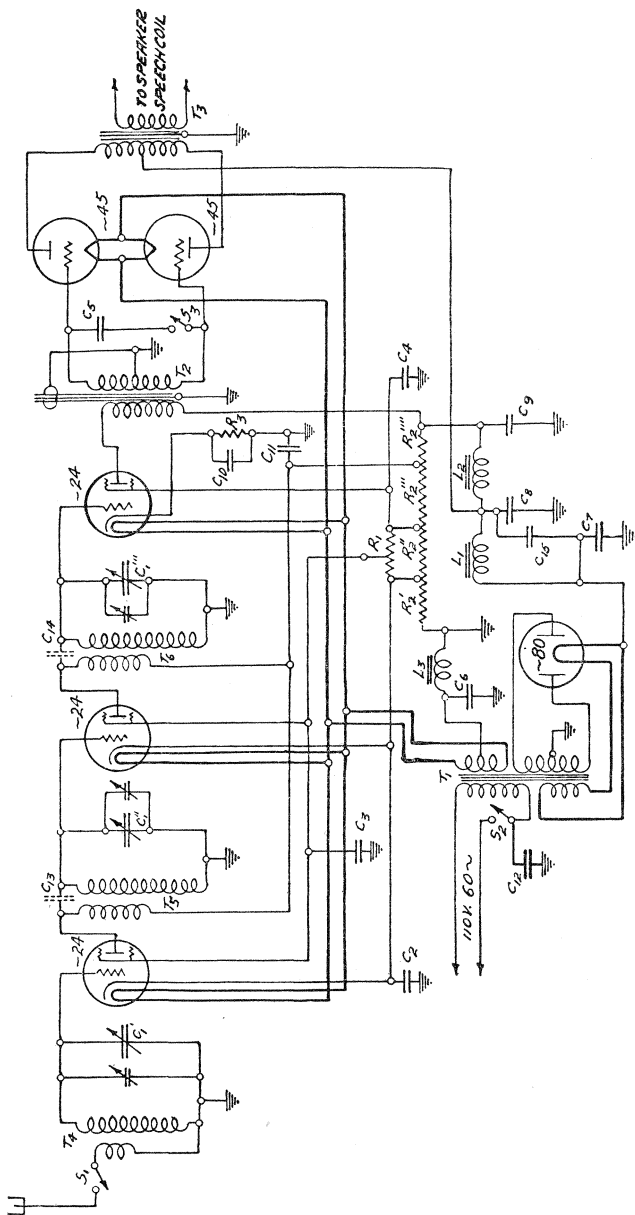 S₁
T₄
C₁'
~24
C₂
C₁₃
T₅
C₁''
~24
C₃
C₁₄
T₆
C₁'''
~24
C₁₀
R₃
C₁₁
T₂
C₅
S₃
~45
~45
T₃
TO SPEAKER
SPEECH COIL
R₁
C₄
R₂'
R₂''
R₂'''
R₂''''
110V. 60~
S₂
C₁₂
T₁
L₃
C₆
~80
L₁
L₂
C₁₅
C₇
C₈
C₉